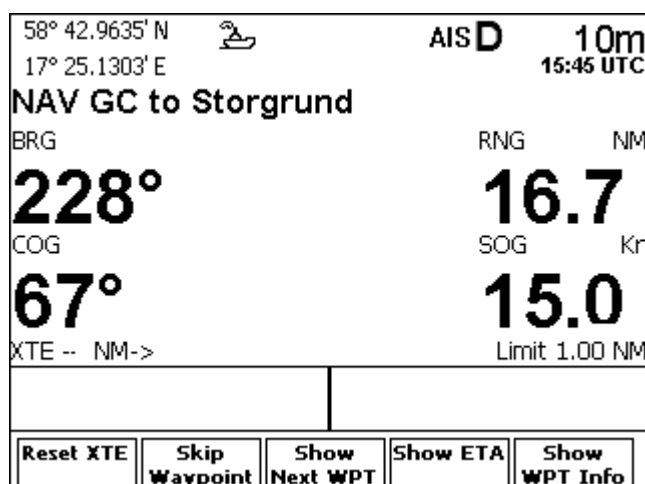 58° 42.9635' N AIS D 10m
17° 25.1303' E 15:45 UTC
NAV GC to Storgrund
BRG RNG NM
228° 16.7
COG SOG Kn
67° 15.0
XTE -- NM-> Limit 1.00 NM
Reset XTE Skip Waypoint Show Next WPT Show ETA Show WPT Info